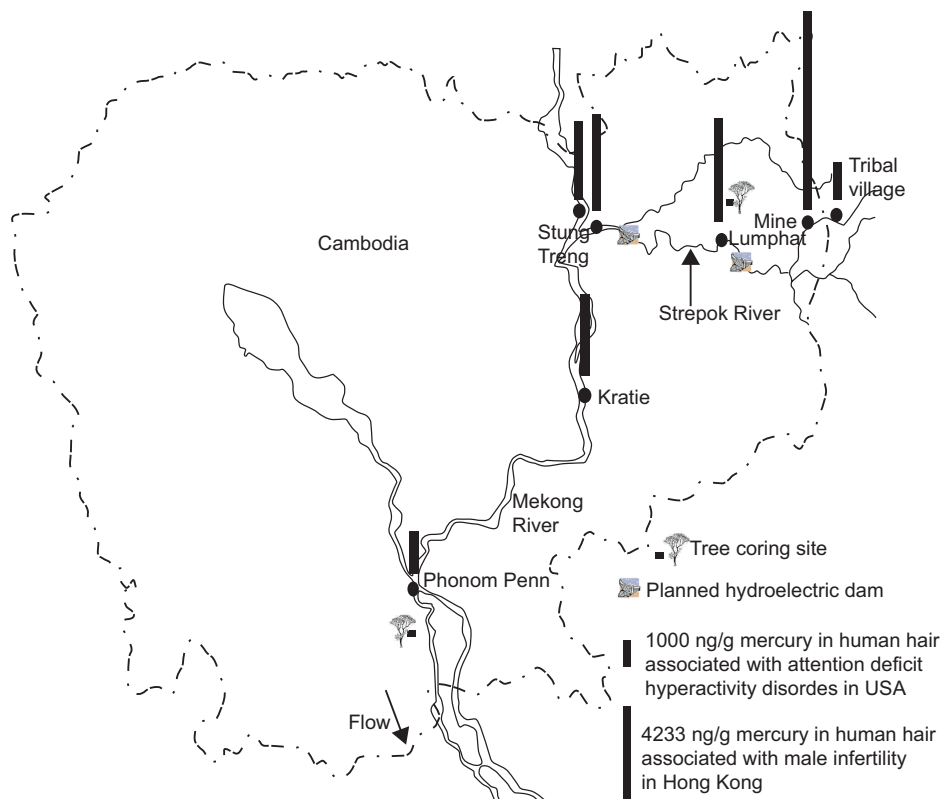 Tribal
village
Cambodia
Stung
Treng
Mine
Lumphat
Strepok River
Kratie
Mekong
River
Tree coring site
Phonom Penn
Planned hydroelectric dam
1000 ng/g mercury in human hair
associated with attention deficit
hyperactivity disordes in USA
Flow
4233 ng/g mercury in human hair
associated with male infertility
in Hong Kong